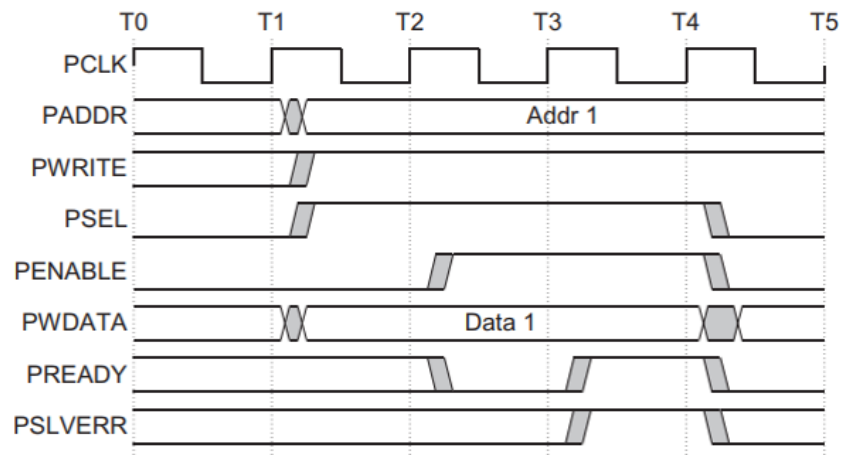 T0 T1 T2 T3 T4 T5
PCLK
PADDR Addr 1
PWRITE
PSEL
PENABLE
PWDATA Data 1
PREADY
PSLVERR